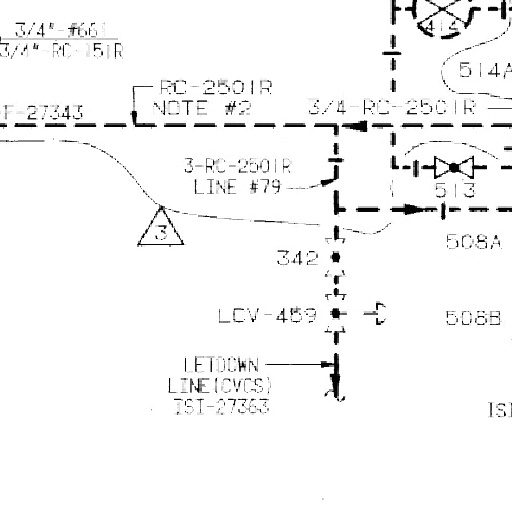 3/4"-#661
414
3/4"-RC-151R
514A
RC-2501R
NOTE #2
3/4-RC-2501R
F-27343
3-RC-2501R
LINE #79
513
3
508A
342
LCV-459
508B
LETDOWN
LINE(CVCS)
ISI-27363
ISI